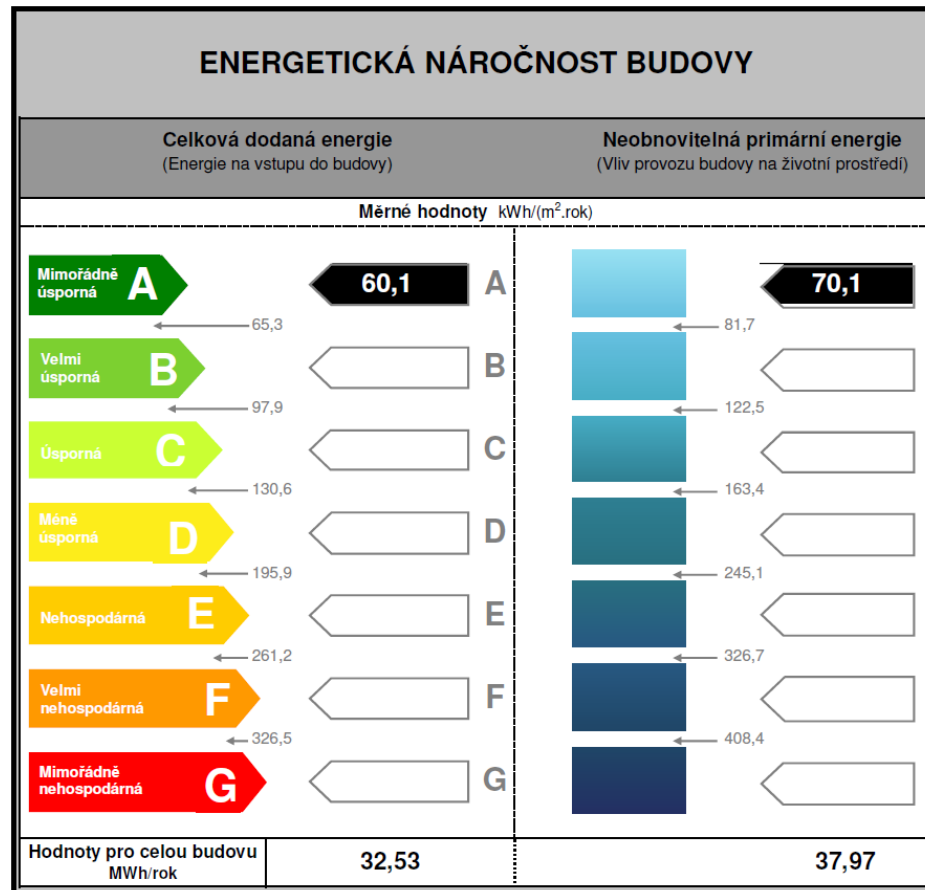 ENERGETICKÁ NÁROČNOST BUDOVY
Celková dodaná energie
(Energie na vstupu do budovy)
Neobnovitelná primární energie
(Vliv provozu budovy na životní prostředí)
Měrné hodnoty kWh/(m².rok)
Mimořádně
úsporná
A
60,1
A
70,1
65,3
81,7
Velmi
úsporná
B
B
97,9
122,5
Úsporná
C
C
130,6
163,4
Méně
úsporná
D
D
195,9
245,1
Nehospodárná
E
E
261,2
326,7
Velmi
nehospodárná
F
F
326,5
408,4
Mimořádně
nehospodárná
G
G
Hodnoty pro celou budovu
MWh/rok
32,53
37,97